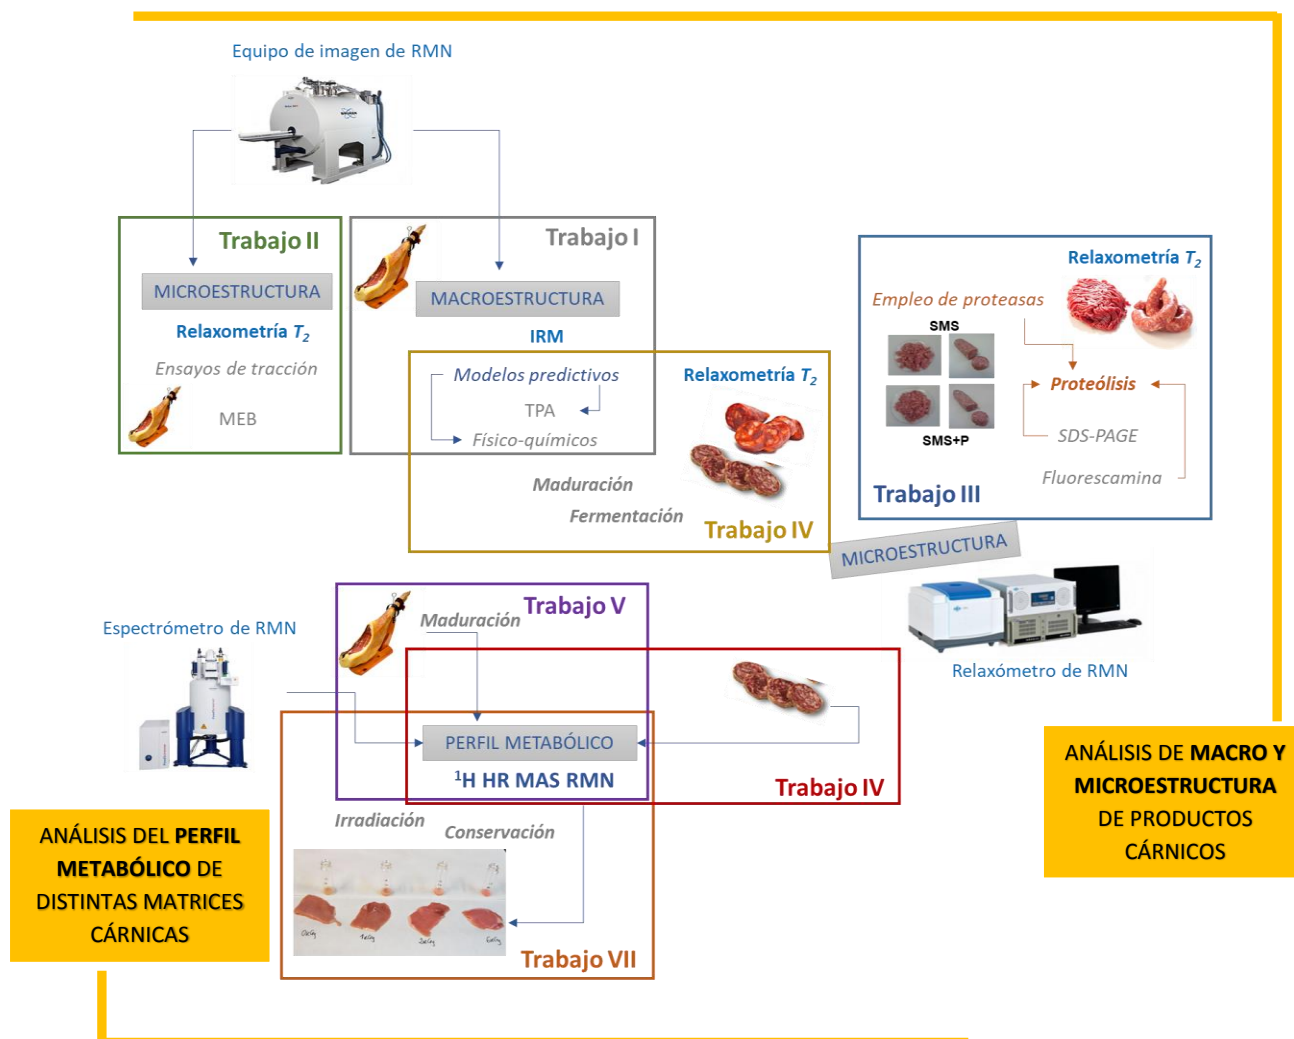 Equipo de imagen de RMN
Trabajo II
MICROESTRUCTURA
Relaxometría T2
Ensayos de tracción
MEB
Trabajo I
MACROESTRUCTURA
IRM
Modelos predictivos
TPA
Físico-químicos
Relaxometría T2
Maduración
Fermentación
Trabajo IV
Relaxometría T2
Empleo de proteasas
SMS
SMS+P
Proteólisis
SDS-PAGE
Fluorescamina
Trabajo III
MICROESTRUCTURA
Relaxómetro de RMN
Espectrómetro de RMN
Trabajo V
Maduración
PERFIL METABÓLICO
1H HR MAS RMN
Trabajo IV
Irradiación
Conservación
Trabajo VII
ANÁLISIS DEL PERFIL
METABÓLICO DE
DISTINTAS MATRICES
CÁRNICAS
ANÁLISIS DE MACRO Y
MICROESTRUCTURA
DE PRODUCTOS
CÁRNICOS